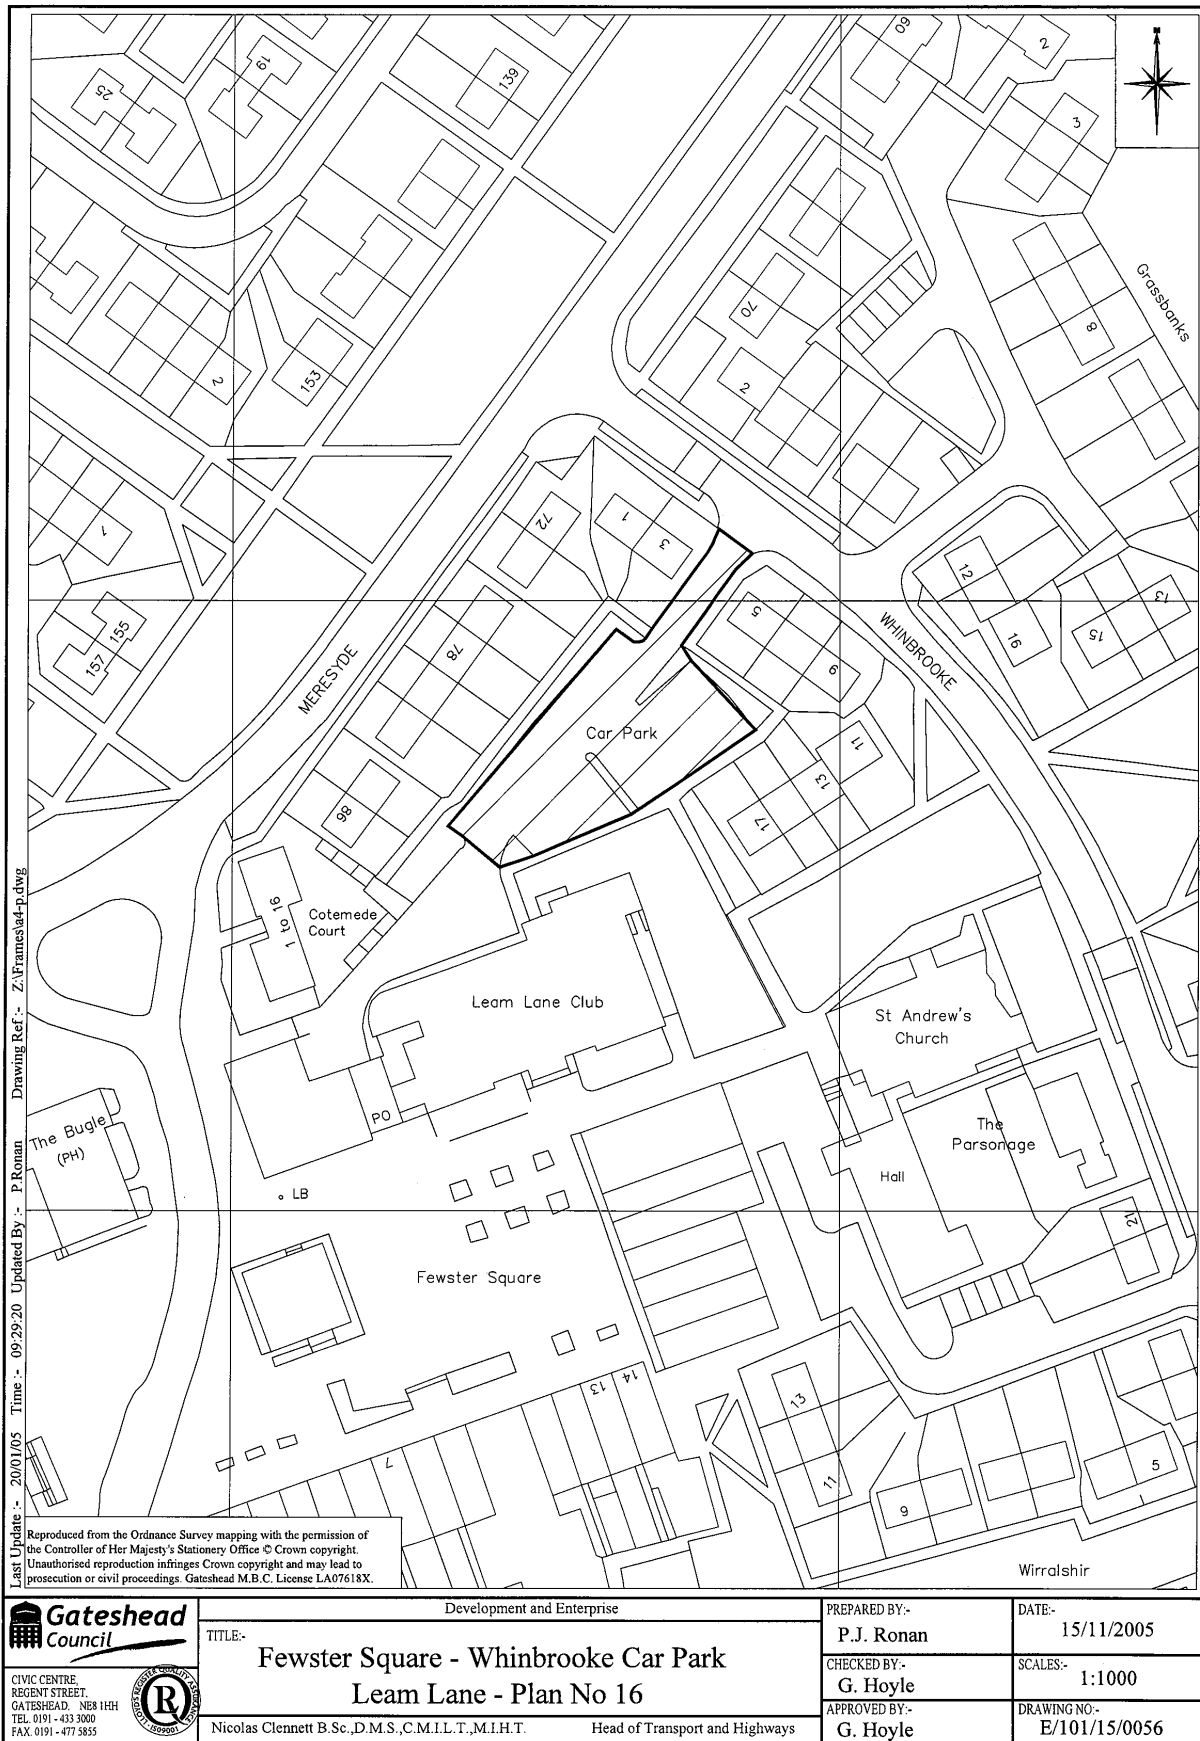 60
2
19
25
139
3
Grassbanks
8
70
2
2
153
72
1
3
1
12
13
5
WHINBROOKE
16
15
155
157
78
MERESYDE
9
Car Park
11
13
17
98
1 to 16
Cotemede
Court
Leam Lane Club
St Andrew's
Church
PO
The Bugle
(PH)
The
Parsonage
Hall
LB
21
Fewster Square
13
14
13
7
11
9
5
Wirralshir
Last Update :- 20/01/05 Time :- 09:29:20 Updated By :- P.Ronan Drawing Ref :- Z:\Frames\a4-p.dwg
Reproduced from the Ordnance Survey mapping with the permission of
the Controller of Her Majesty's Stationery Office © Crown copyright.
Unauthorised reproduction infringes Crown copyright and may lead to
prosecution or civil proceedings. Gateshead M.B.C. License LA07618X.
Gateshead
Council
CIVIC CENTRE,
REGENT STREET.
GATESHEAD. NE8 1HH
TEL. 0191 - 433 3000
FAX. 0191 - 477 5855
LLOYD'S REGISTER QUALITY ASSURANCE
R
ISO9001
Development and Enterprise
TITLE:-
Fewster Square - Whinbrooke Car Park
Leam Lane - Plan No 16
Nicolas Clennett B.Sc.,D.M.S.,C.M.I.L.T.,M.I.H.T. Head of Transport and Highways
PREPARED BY:-
P.J. Ronan
DATE:-
15/11/2005
CHECKED BY:-
G. Hoyle
SCALES:-
1:1000
APPROVED BY:-
G. Hoyle
DRAWING NO:-
E/101/15/0056